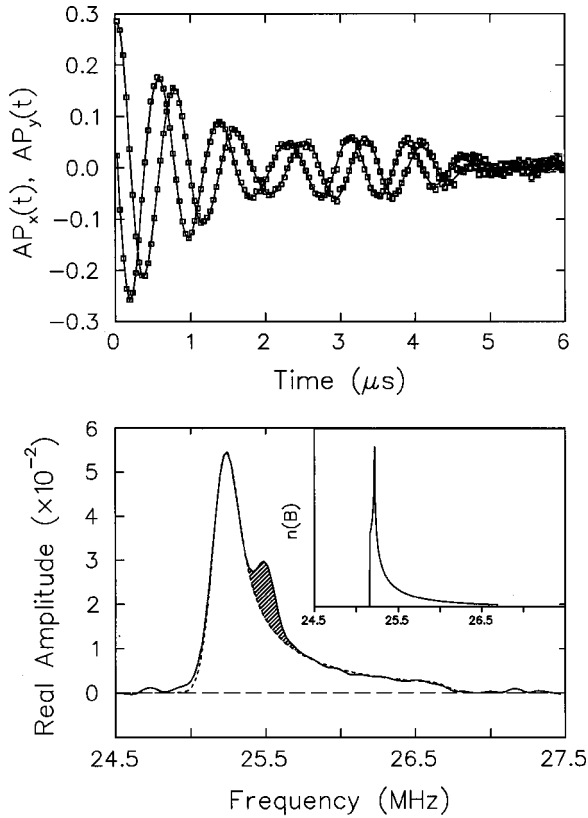 0.3
0.2
0.1
0.0
-0.1
-0.2
-0.3
AP_x(t), AP_y(t)
0 1 2 3 4 5 6
Time (μs)
6
5
4
3
2
1
0
Real Amplitude (×10⁻²)
n(B)
24.5 25.5 26.5
24.5 25.5 26.5 27.5
Frequency (MHz)